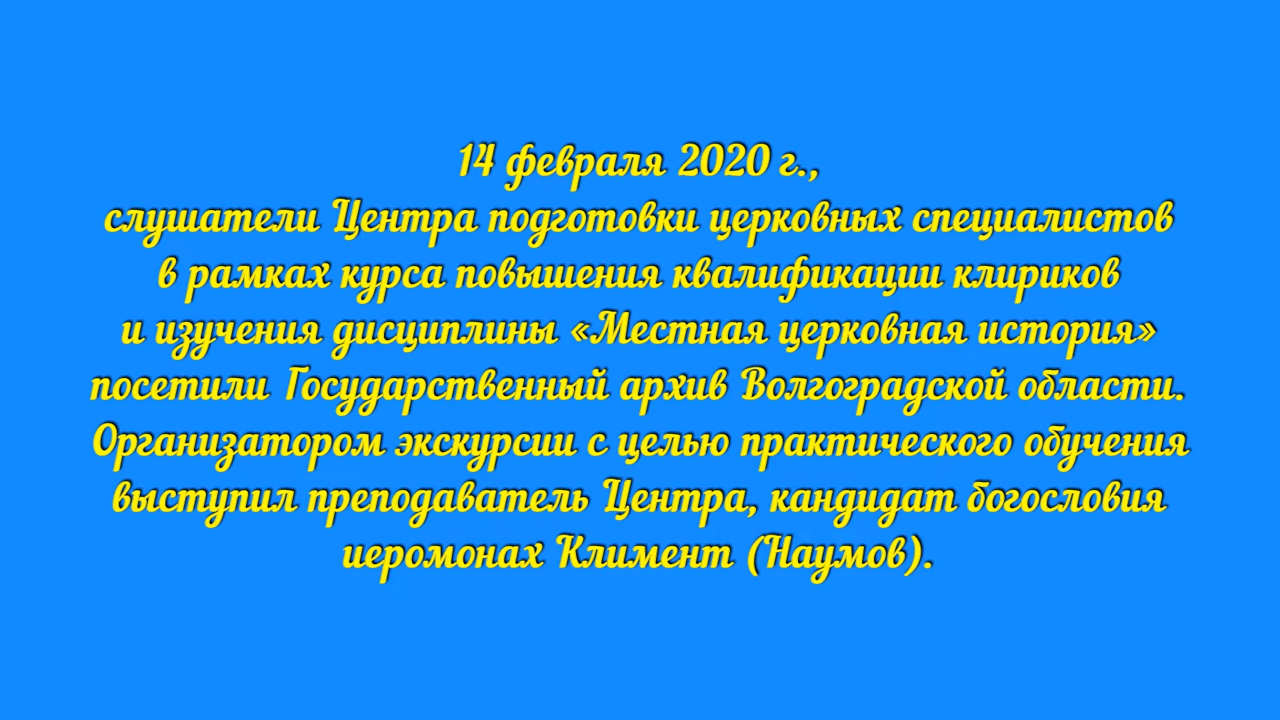 14 февраля 2020 г.,
слушатели Центра подготовки церковных специалистов
в рамках курса повышения квалификации клириков
и изучения дисциплины «Местная церковная история»
посетили Государственный архив Волгоградской области.
Организатором экскурсии с целью практического обучения
выступил преподаватель Центра, кандидат богословия
иеромонах Климент (Наумов).